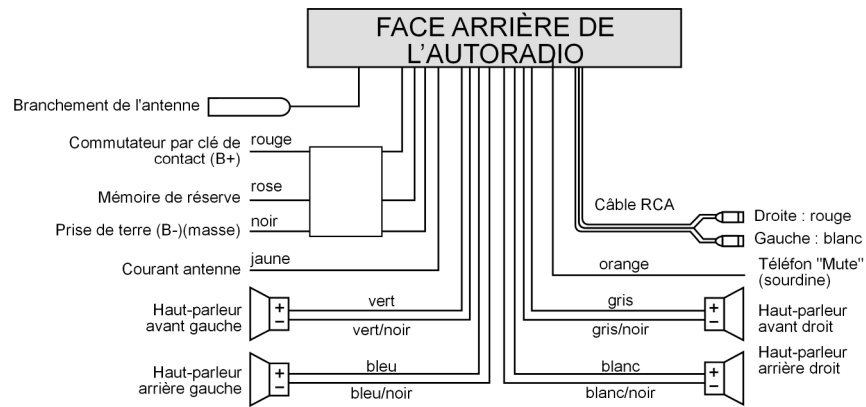 FACE ARRIÈRE DE
L'AUTORADIO
Branchement de l'antenne
Commutateur par clé de
contact (B+)
rouge
Mémoire de réserve
rose
Prise de terre (B-)(masse)
noir
Courant antenne
jaune
Haut-parleur
avant gauche
+
−
vert
vert/noir
Haut-parleur
arrière gauche
+
−
bleu
bleu/noir
Câble RCA
Droite : rouge
Gauche : blanc
orange
Téléfon "Mute"
(sourdine)
gris
gris/noir
+
−
Haut-parleur
avant droit
blanc
blanc/noir
+
−
Haut-parleur
arrière droit